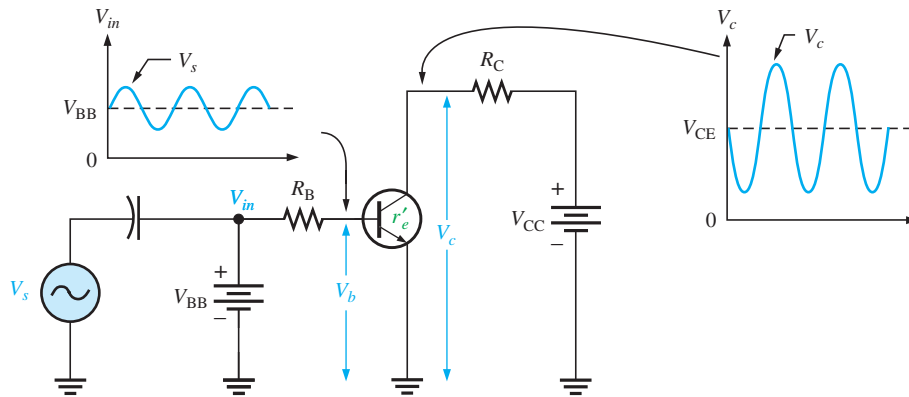 V_in
V_s
V_BB
0
R_C
V_c
V_c
V_CE
0
V_in
R_B
r′_e
V_c
+
V_CC
–
V_s
+
V_BB
–
V_b